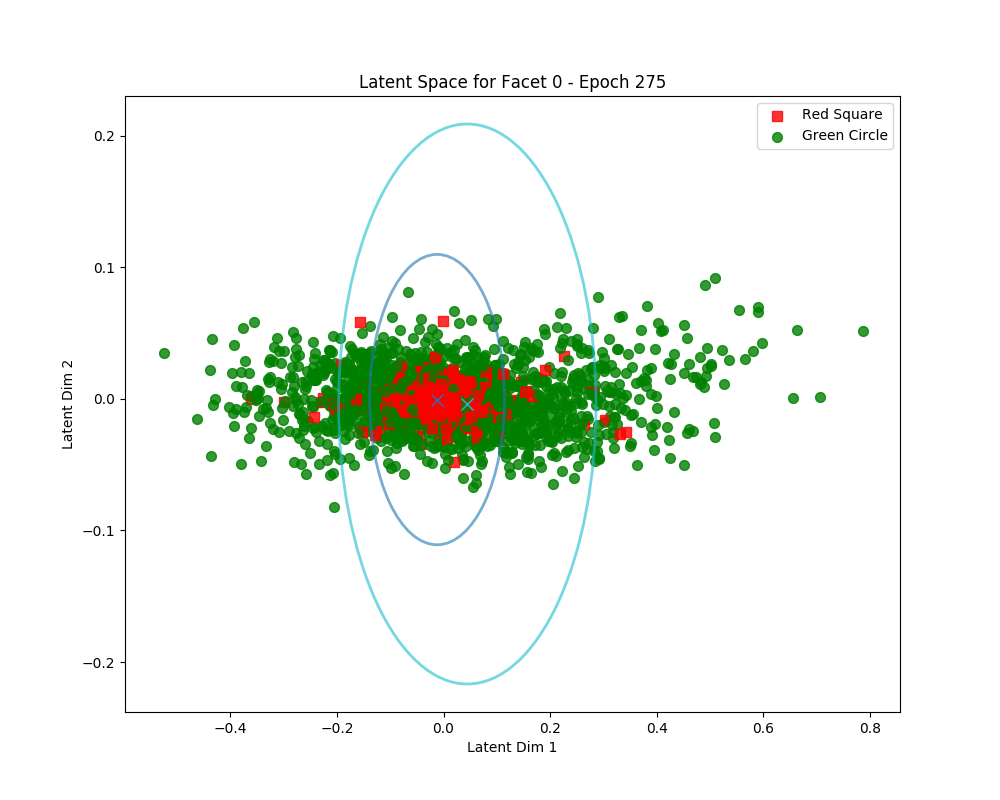 Latent Space for Facet 0 - Epoch 275
Red Square
Green Circle
0.2
0.1
0.0
−0.1
−0.2
Latent Dim 2
−0.4
−0.2
0.0
0.2
0.4
0.6
0.8
Latent Dim 1